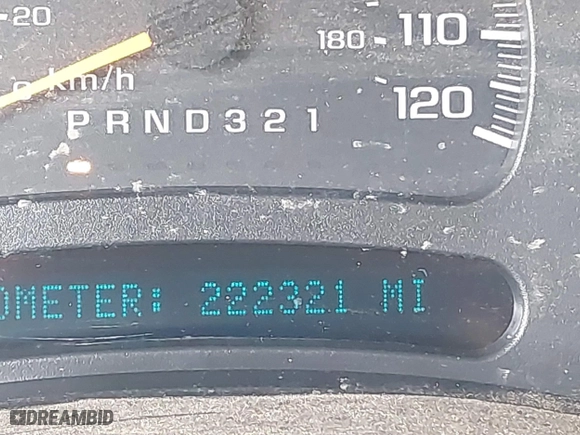 20
110
180
km/h
120
PRND321
OMETER: 222321 MI
DREAMBID